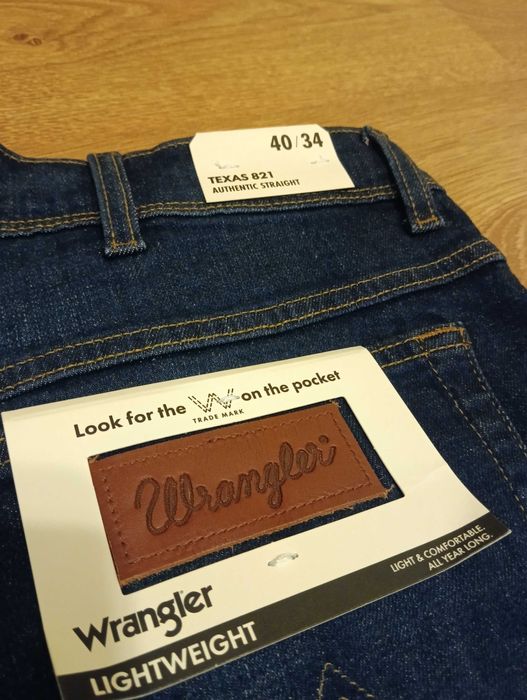 40/34
TEXAS 821
AUTHENTIC STRAIGHT
Look for the W on the pocket
TRADE MARK
Wrangler
Wrangler
LIGHTWEIGHT
LIGHT & COMFORTABLE.
ALL YEAR LONG.